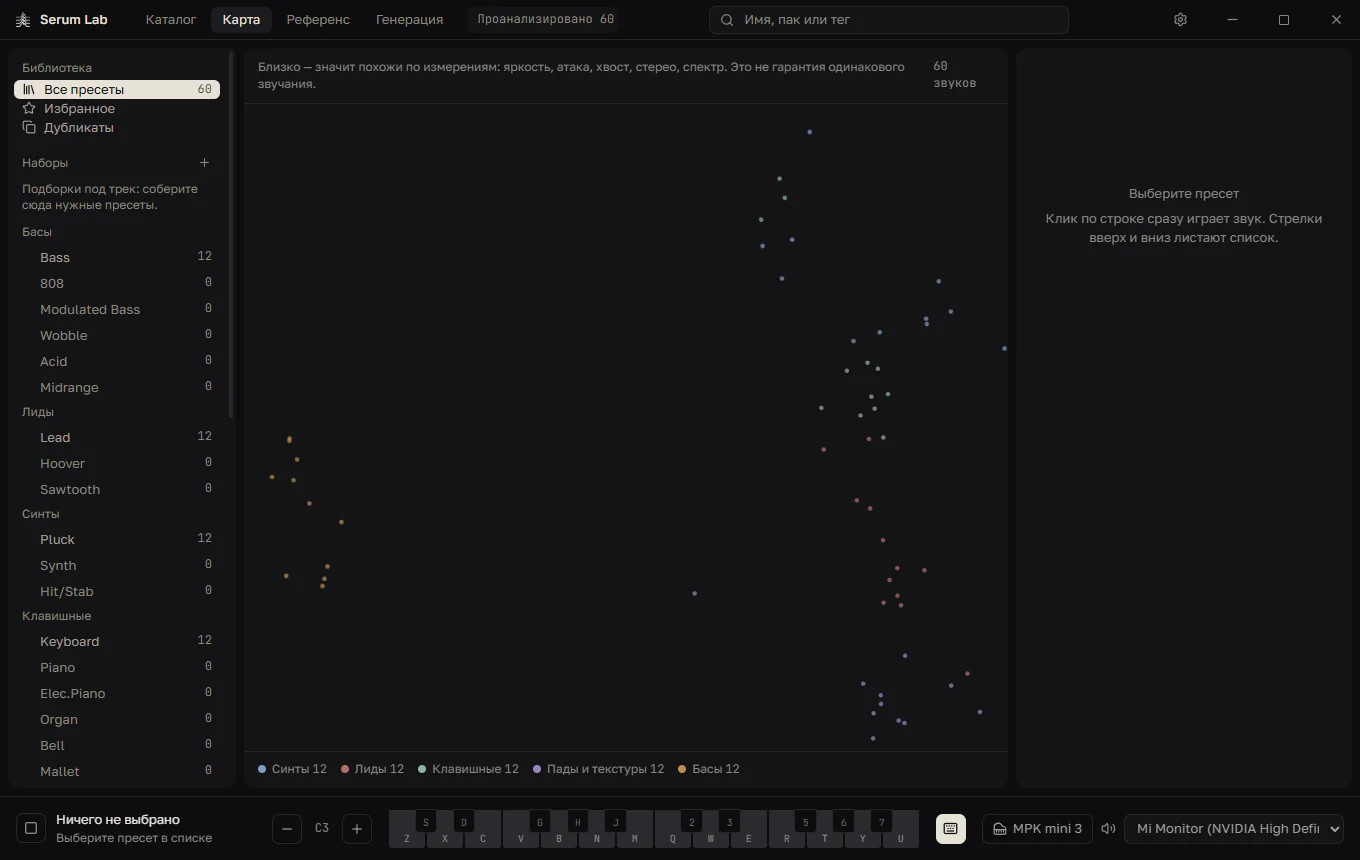 Serum Lab
Каталог
Карта
Референс
Генерация
Проанализировано 60
Имя, пак или тег
Библиотека
Все пресеты 60
Избранное
Дубликаты
Наборы +
Подборки под трек: соберите
сюда нужные пресеты.
Басы
Bass 12
808 0
Modulated Bass 0
Wobble 0
Acid 0
Midrange 0
Лиды
Lead 12
Hoover 0
Sawtooth 0
Синты
Pluck 12
Synth 0
Hit/Stab 0
Клавишные
Keyboard 12
Piano 0
Elec.Piano 0
Organ 0
Bell 0
Mallet 0
Близко — значит похожи по измерениям: яркость, атака, хвост, стерео, спектр. Это не гарантия одинакового
звучания.
60
звуков
Синты 12
Лиды 12
Клавишные 12
Пады и текстуры 12
Басы 12
Выберите пресет
Клик по строке сразу играет звук. Стрелки
вверх и вниз листают список.
Ничего не выбрано
Выберите пресет в списке
− C3 +
S D G H J 2 3 5 6 7
Z X C V B N M Q W E R T Y U
MPK mini 3
Mi Monitor (NVIDIA High Defi